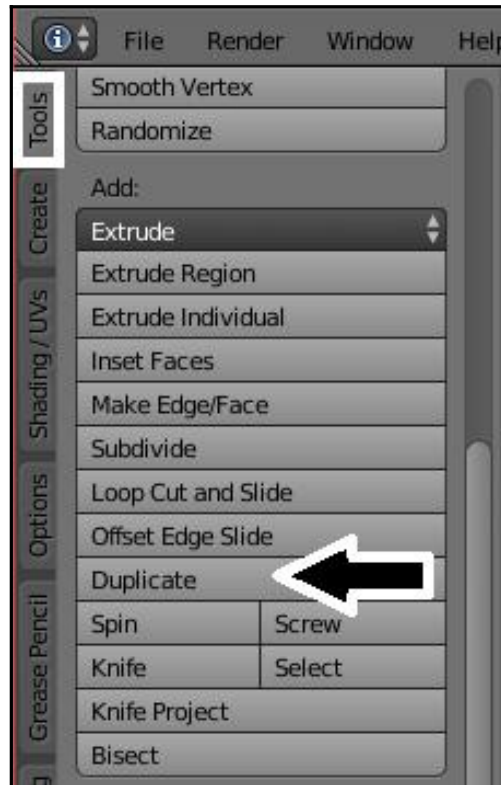 File Render Window Help
Tools
Create
Shading / UVs
Options
Grease Pencil
Smooth Vertex
Randomize
Add:
Extrude
Extrude Region
Extrude Individual
Inset Faces
Make Edge/Face
Subdivide
Loop Cut and Slide
Offset Edge Slide
Duplicate
Spin Screw
Knife Select
Knife Project
Bisect